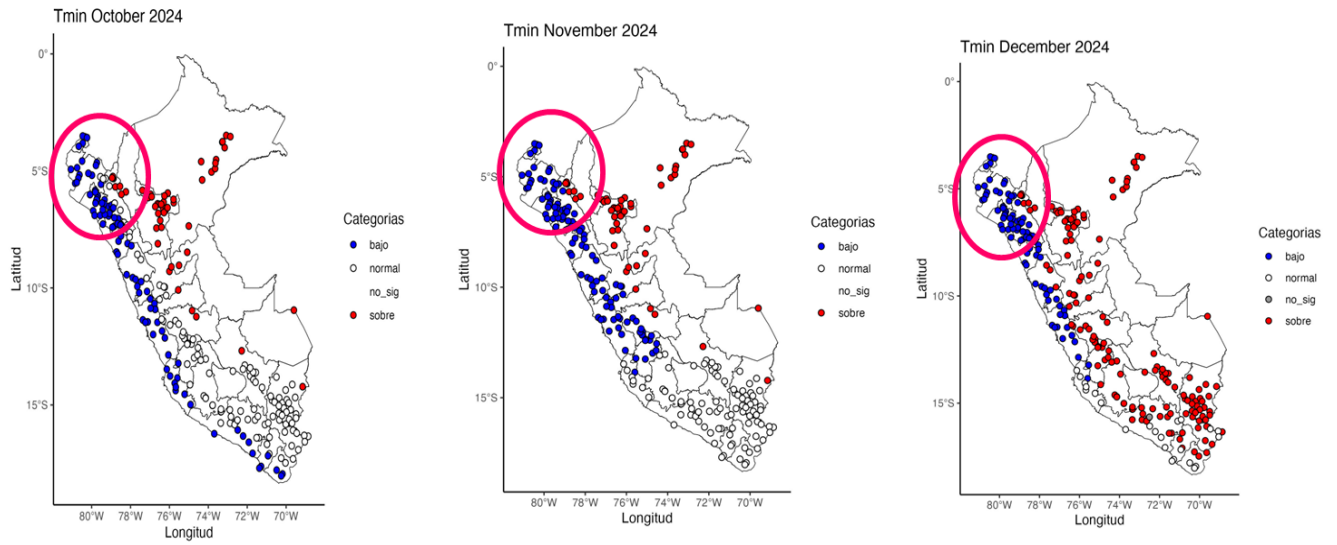 Tmin October 2024
0°
5°S
10°S
15°S
Latitud
80°W 78°W 76°W 74°W 72°W 70°W
Longitud
Categorias
bajo
normal
no_sig
sobre
Tmin November 2024
0°
5°S
10°S
15°S
Latitud
80°W 78°W 76°W 74°W 72°W 70°W
Longitud
Categorias
bajo
normal
no_sig
sobre
Tmin December 2024
0°
5°S
10°S
15°S
Latitud
80°W 78°W 76°W 74°W 72°W 70°W
Longitud
Categorias
bajo
normal
no_sig
sobre